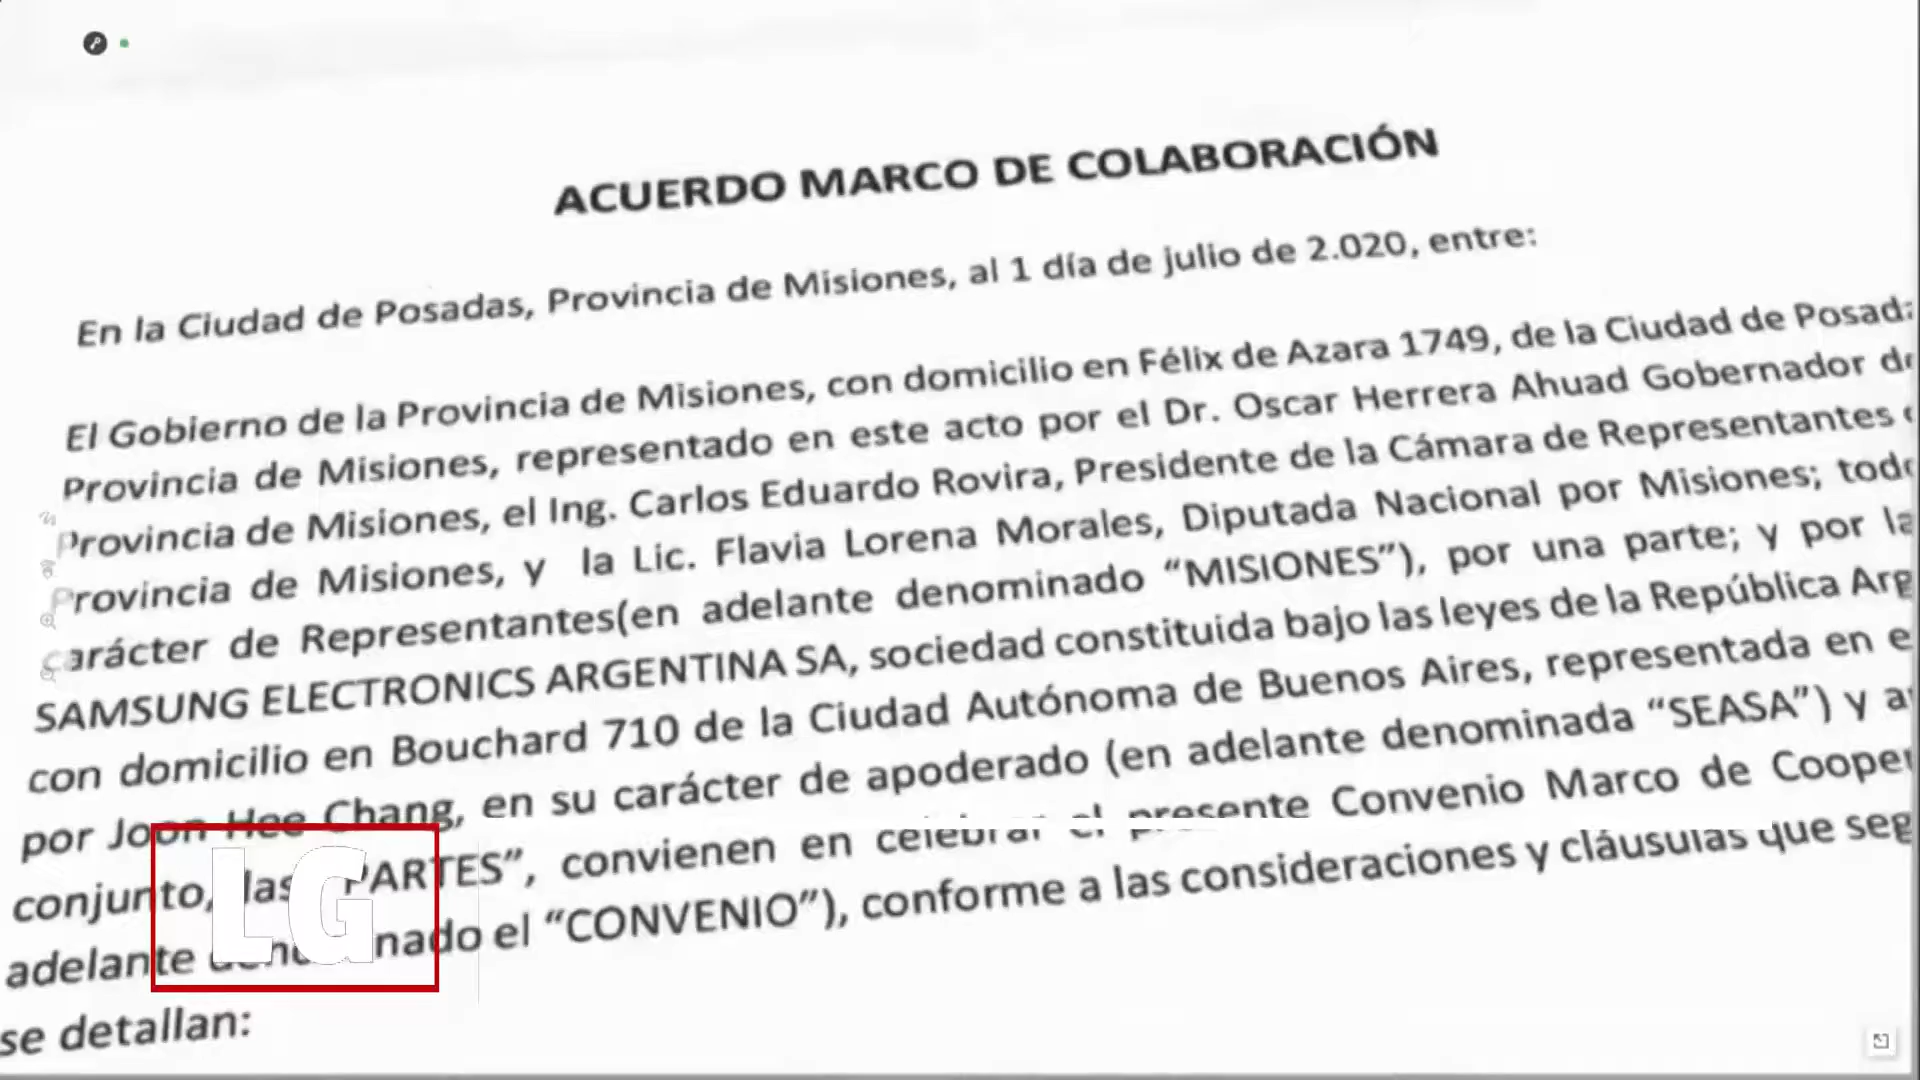 ACUERDO MARCO DE COLABORACIÓN
En la Ciudad de Posadas, Provincia de Misiones, al 1 día de julio de 2.020, entre:
El Gobierno de la Provincia de Misiones, con domicilio en Félix de Azara 1749, de la Ciudad de Posada
Provincia de Misiones, representado en este acto por el Dr. Oscar Herrera Ahuad Gobernador de
Provincia de Misiones, el Ing. Carlos Eduardo Rovira, Presidente de la Cámara de Representantes
Provincia de Misiones, y la Lic. Flavia Lorena Morales, Diputada Nacional por Misiones; todo
carácter de Representantes(en adelante denominado “MISIONES”), por una parte; y por la
SAMSUNG ELECTRONICS ARGENTINA SA, sociedad constituida bajo las leyes de la República Arg
con domicilio en Bouchard 710 de la Ciudad Autónoma de Buenos Aires, representada en e
por Joon Hee Chang, en su carácter de apoderado (en adelante denominada “SEASA”) y a
conjunto, las PARTES”, convienen en celebrar el presente Convenio Marco de Cooper
adelante el “CONVENIO”), conforme a las consideraciones y cláusulas que seg
se detallan:
LG